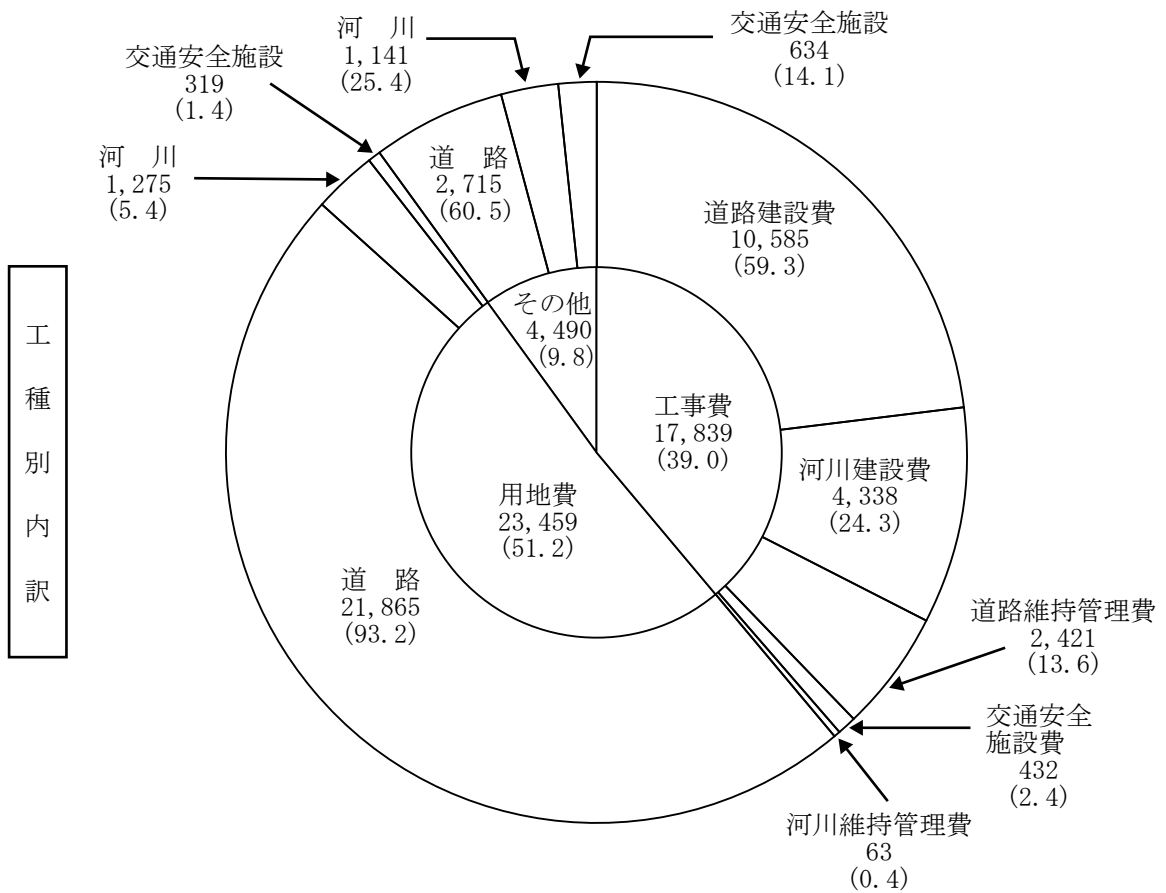 工種別内訳
交通安全施設
319
(1.4)
河　川
1,141
(25.4)
交通安全施設
634
(14.1)
河　川
1,275
(5.4)
道　路
2,715
(60.5)
道路建設費
10,585
(59.3)
その他
4,490
(9.8)
工事費
17,839
(39.0)
河川建設費
4,338
(24.3)
用地費
23,459
(51.2)
道　路
21,865
(93.2)
道路維持管理費
2,421
(13.6)
交通安全
施設費
432
(2.4)
河川維持管理費
63
(0.4)